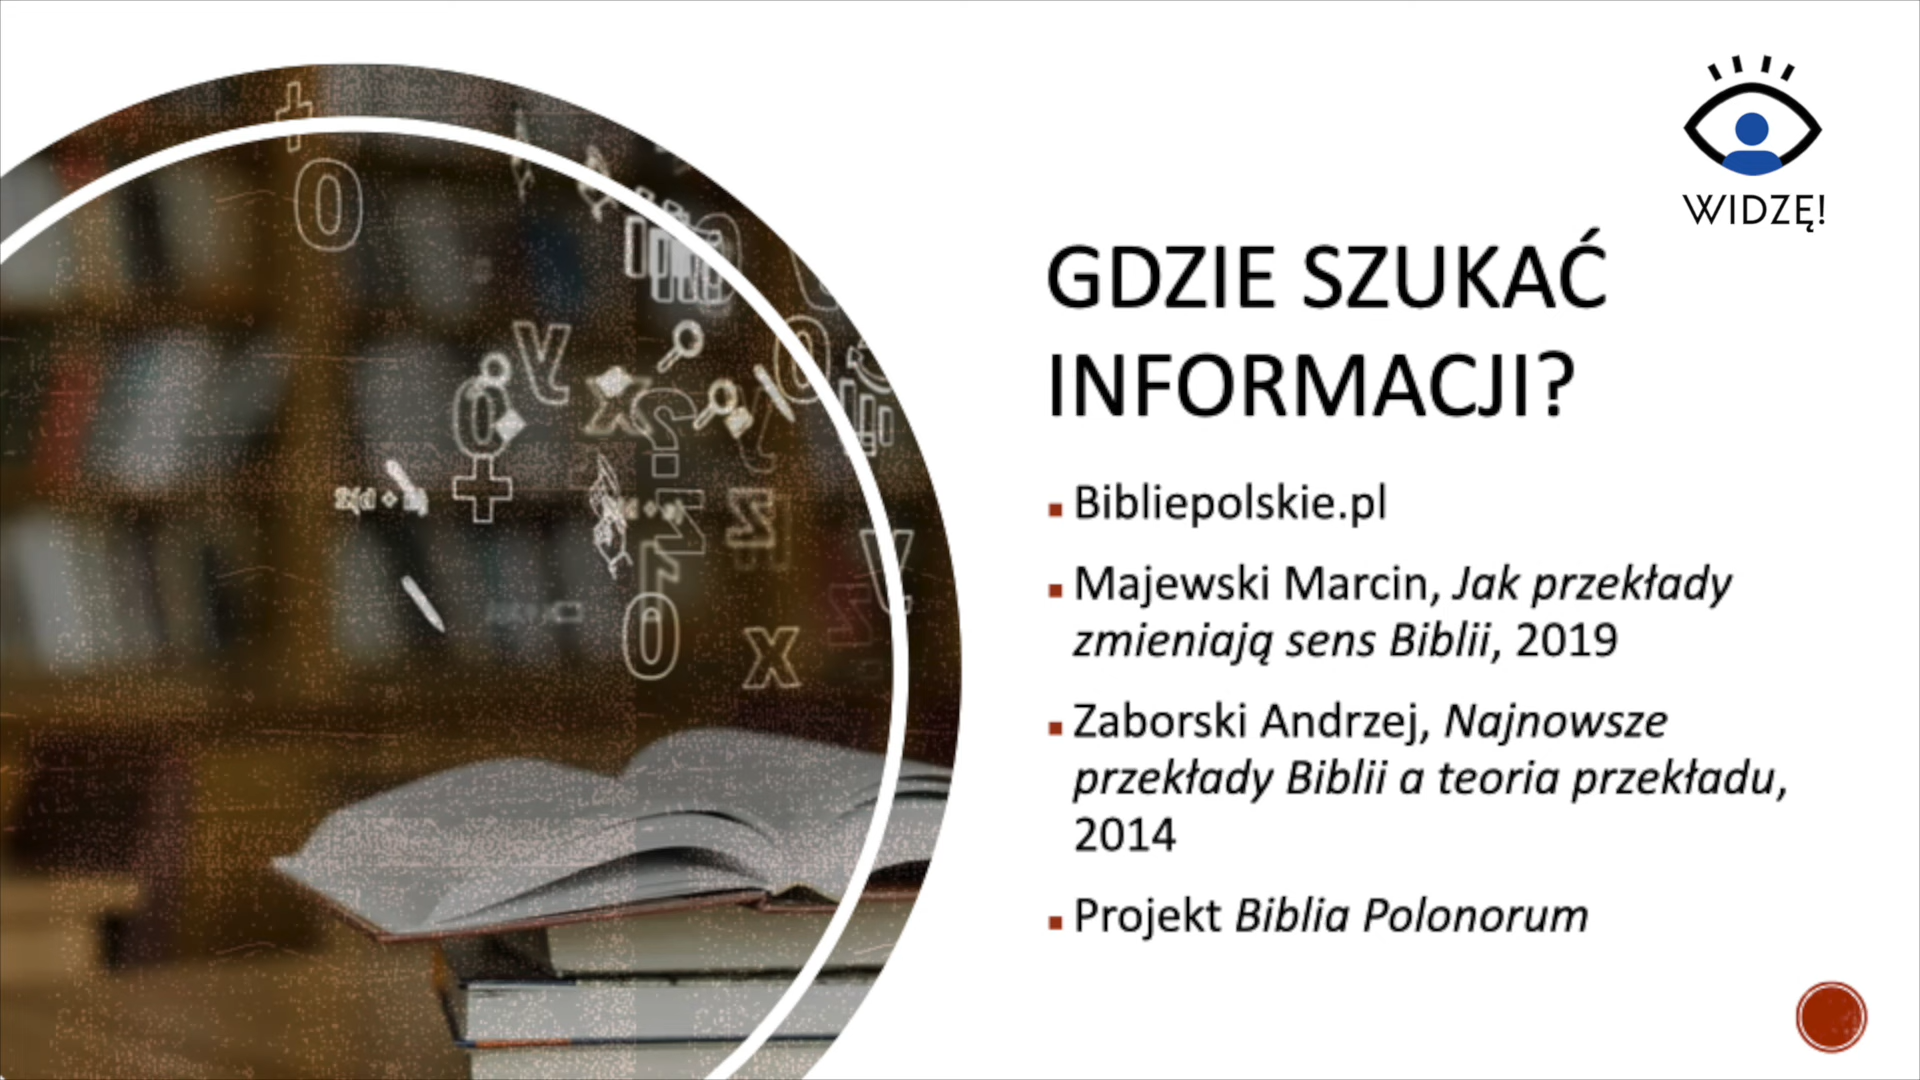 WIDZĘ!
GDZIE SZUKAĆ
INFORMACJI?
Bibliepolskie.pl
Majewski Marcin, Jak przekłady
zmieniają sens Biblii, 2019
Zaborski Andrzej, Najnowsze
przekłady Biblii a teoria przekładu,
2014
Projekt Biblia Polonorum